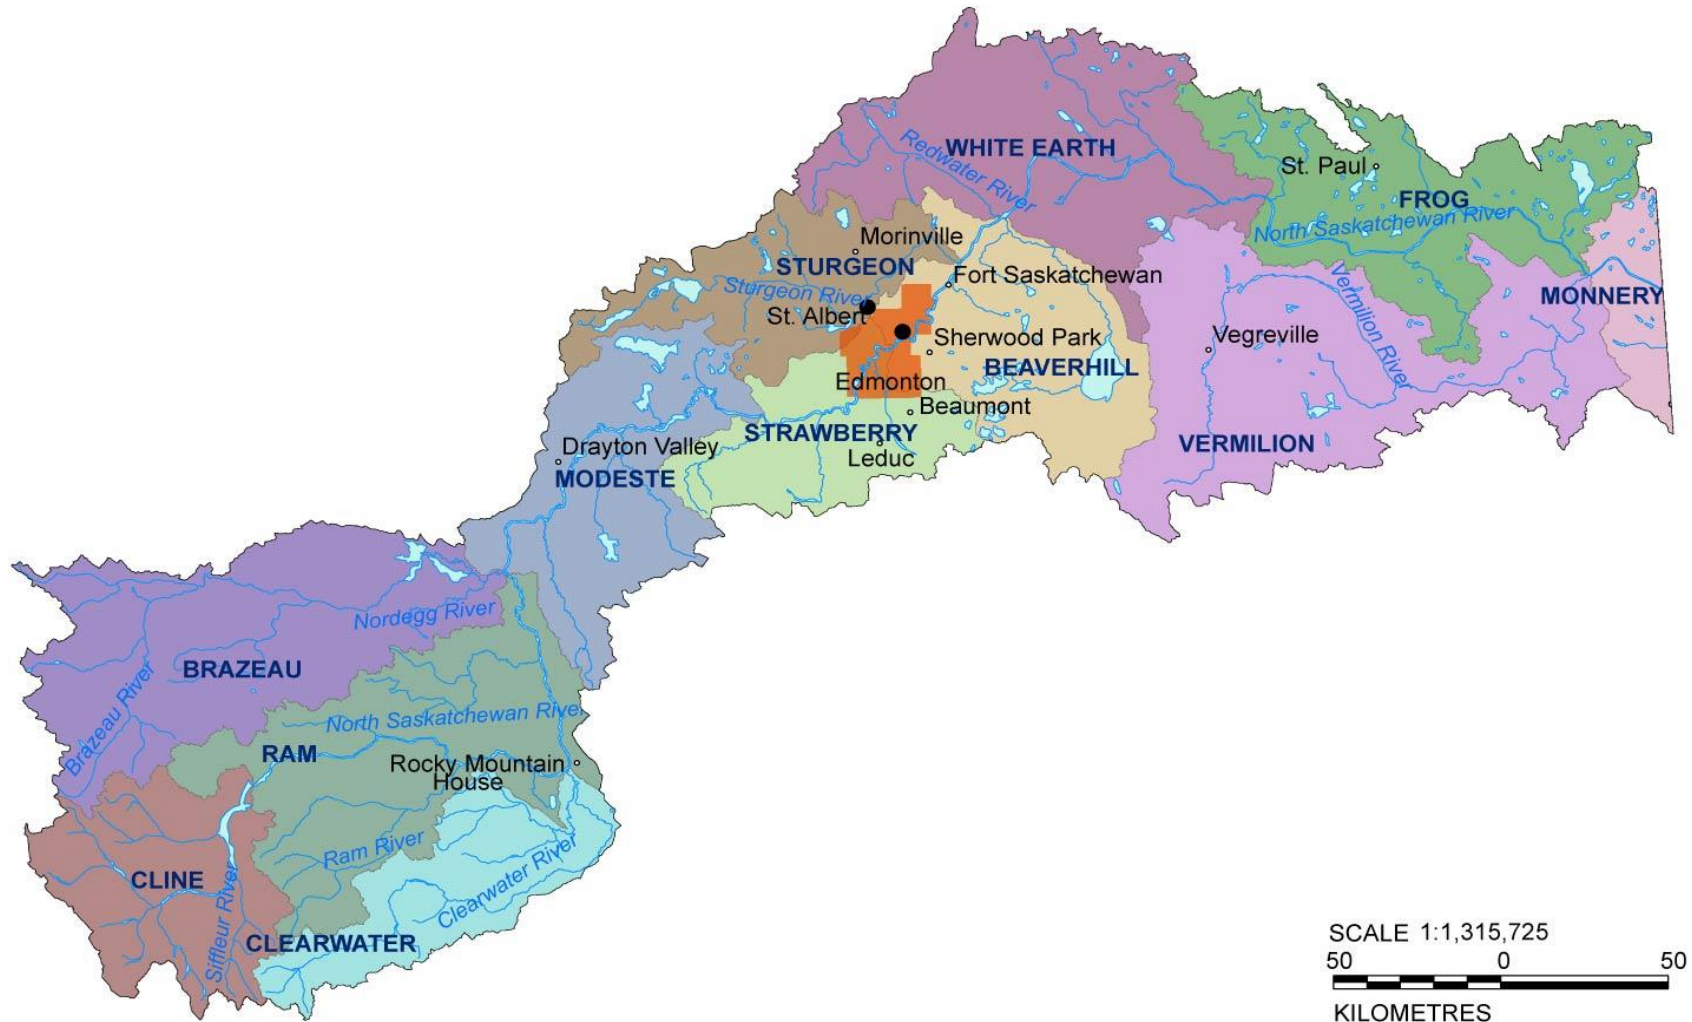 WHITE EARTH
Redwater River
St. Paul
FROG
North Saskatchewan River
Morinville
STURGEON
Sturgeon River
Fort Saskatchewan
Vermilion River
MONNERY
St. Albert
Sherwood Park
Vegreville
BEAVERHILL
Edmonton
Beaumont
STRAWBERRY
VERMILION
Drayton Valley
Leduc
MODESTE
Nordegg River
BRAZEAU
Brazeau River
North Saskatchewan River
RAM
Rocky Mountain
House
Ram River
CLINE
Clearwater River
Siffleur River
CLEARWATER
SCALE 1:1,315,725
50 0 50
KILOMETRES